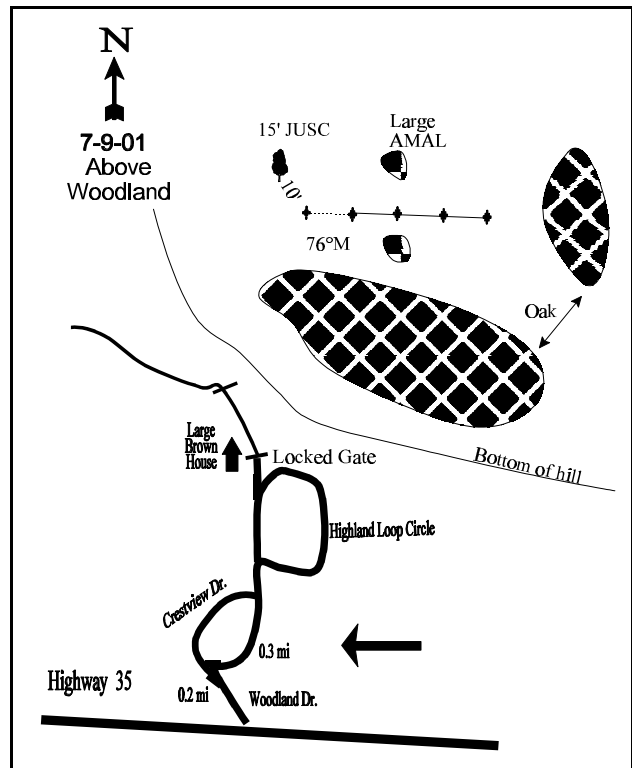 N
7-9-01
Above
Woodland
15' JUSC
Large
AMAL
10'
76°M
Oak
Large
Brown
House
Locked Gate
Bottom of hill
Highland Loop Circle
Crestview Dr.
0.3 mi
Highway 35
0.2 mi
Woodland Dr.